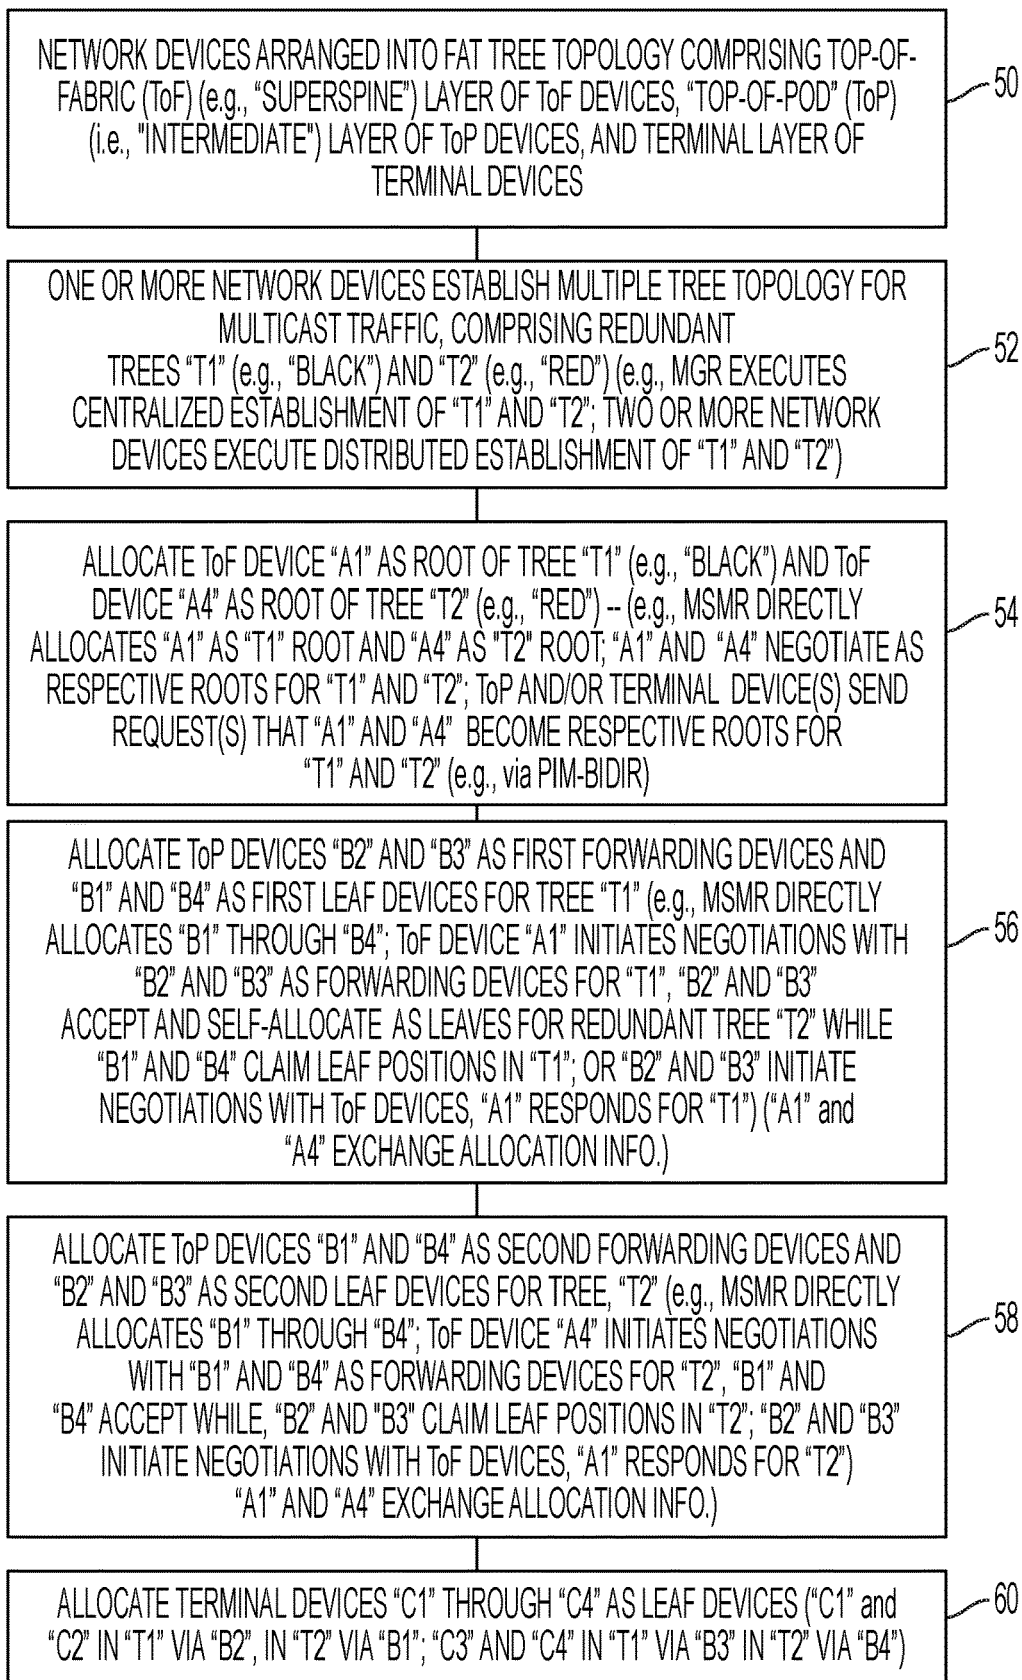 NETWORK DEVICES ARRANGED INTO FAT TREE TOPOLOGY COMPRISING TOP-OF-
FABRIC (ToF) (e.g., “SUPERSPINE”) LAYER OF ToF DEVICES, “TOP-OF-POD” (ToP)
(i.e., "INTERMEDIATE") LAYER OF ToP DEVICES, AND TERMINAL LAYER OF
TERMINAL DEVICES
50
ONE OR MORE NETWORK DEVICES ESTABLISH MULTIPLE TREE TOPOLOGY FOR
MULTICAST TRAFFIC, COMPRISING REDUNDANT
TREES “T1” (e.g., “BLACK”) AND “T2” (e.g., “RED”) (e.g., MGR EXECUTES
CENTRALIZED ESTABLISHMENT OF “T1” AND “T2”; TWO OR MORE NETWORK
DEVICES EXECUTE DISTRIBUTED ESTABLISHMENT OF “T1” AND “T2”)
52
ALLOCATE ToF DEVICE “A1” AS ROOT OF TREE “T1” (e.g., “BLACK”) AND ToF
DEVICE “A4” AS ROOT OF TREE “T2” (e.g., “RED”) -- (e.g., MSMR DIRECTLY
ALLOCATES “A1” AS “T1” ROOT AND “A4” AS "T2" ROOT; “A1” AND “A4” NEGOTIATE AS
RESPECTIVE ROOTS FOR “T1” AND “T2”; ToP AND/OR TERMINAL DEVICE(S) SEND
REQUEST(S) THAT “A1” AND “A4” BECOME RESPECTIVE ROOTS FOR
“T1” AND “T2” (e.g., via PIM-BIDIR)
54
ALLOCATE ToP DEVICES “B2” AND “B3” AS FIRST FORWARDING DEVICES AND
“B1” AND “B4” AS FIRST LEAF DEVICES FOR TREE “T1” (e.g., MSMR DIRECTLY
ALLOCATES “B1” THROUGH “B4”; ToF DEVICE “A1” INITIATES NEGOTIATIONS WITH
“B2” AND “B3” AS FORWARDING DEVICES FOR “T1”, “B2” AND “B3”
ACCEPT AND SELF-ALLOCATE AS LEAVES FOR REDUNDANT TREE “T2” WHILE
“B1” AND “B4” CLAIM LEAF POSITIONS IN “T1”; OR “B2” AND “B3” INITIATE
NEGOTIATIONS WITH ToF DEVICES, “A1” RESPONDS FOR “T1”) (“A1” and
“A4” EXCHANGE ALLOCATION INFO.)
56
ALLOCATE ToP DEVICES “B1” AND “B4” AS SECOND FORWARDING DEVICES AND
“B2” AND “B3” AS SECOND LEAF DEVICES FOR TREE, “T2” (e.g., MSMR DIRECTLY
ALLOCATES “B1” THROUGH “B4”; ToF DEVICE “A4” INITIATES NEGOTIATIONS
WITH “B1” AND “B4” AS FORWARDING DEVICES FOR “T2”, “B1” AND
“B4” ACCEPT WHILE, “B2” AND “B3” CLAIM LEAF POSITIONS IN “T2”; “B2” AND “B3”
INITIATE NEGOTIATIONS WITH ToF DEVICES, “A1” RESPONDS FOR “T2”)
“A1” AND “A4” EXCHANGE ALLOCATION INFO.)
58
ALLOCATE TERMINAL DEVICES “C1” THROUGH “C4” AS LEAF DEVICES (“C1” and
“C2” IN “T1” VIA “B2”, IN “T2” VIA “B1”; “C3” AND “C4” IN “T1” VIA “B3” IN “T2” VIA “B4”)
60